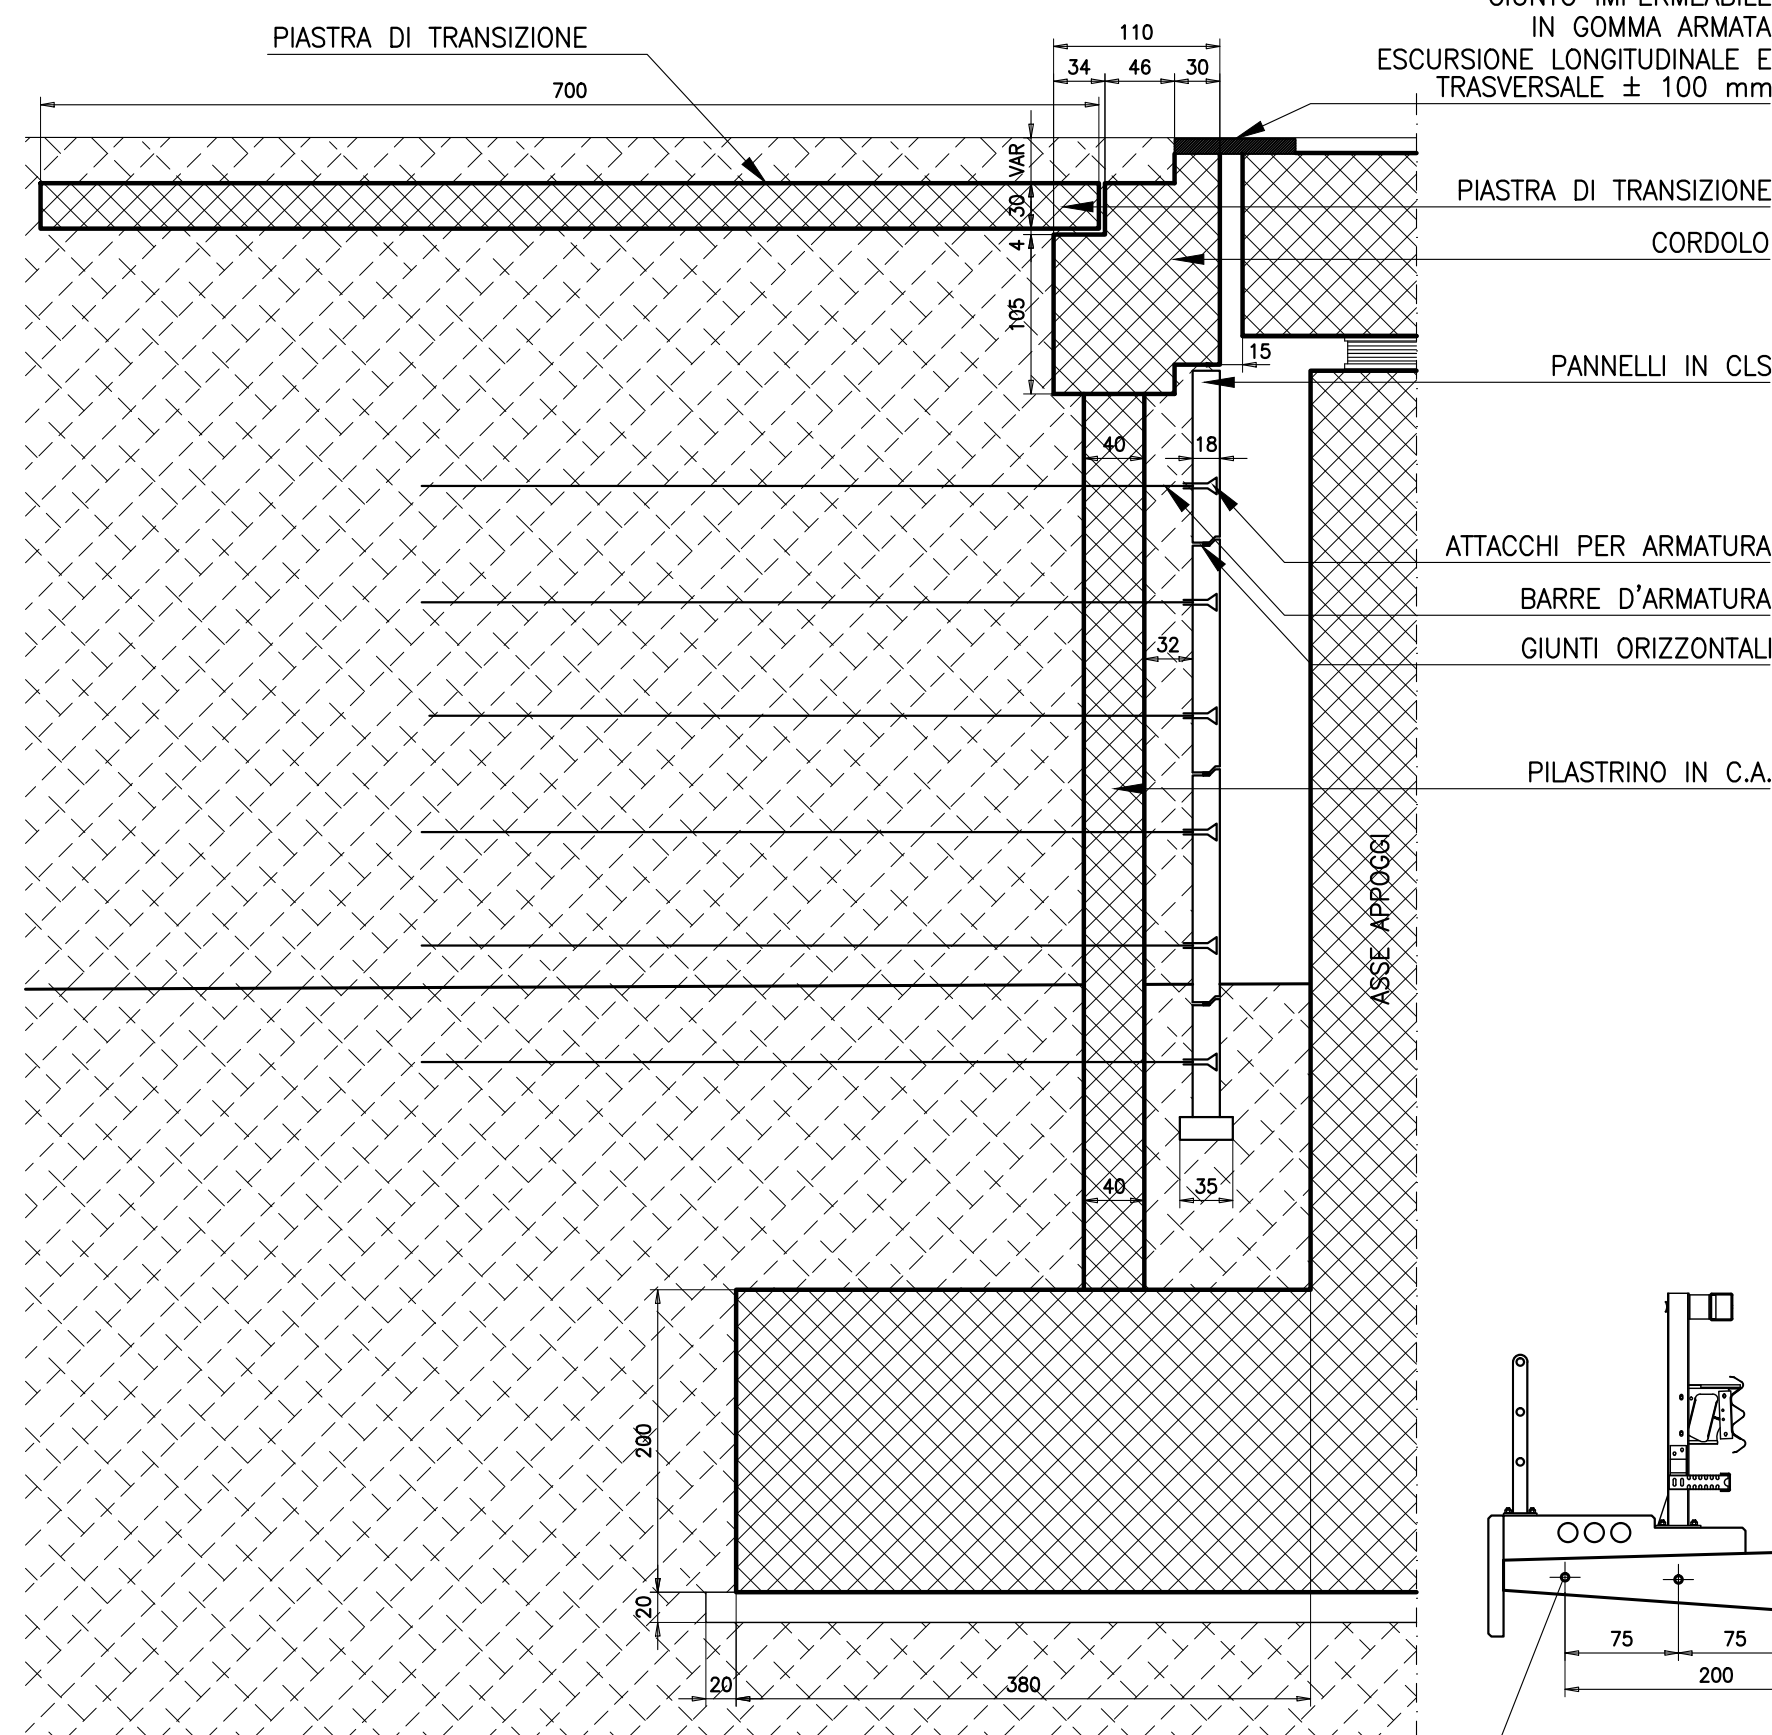 PIASTRA DI TRANSIZIONE
700
110
34
46
30
IN GOMMA ARMATA
ESCURSIONE LONGITUDINALE E
TRASVERSALE ± 100 mm
VAR
30
4
105
PIASTRA DI TRANSIZIONE
CORDOLO
15
PANNELLI IN CLS
40
18
ATTACCHI PER ARMATURA
BARRE D'ARMATURA
GIUNTI ORIZZONTALI
32
PILASTRINO IN C.A.
ASSE APPOGGI
40
35
200
20
20
380
75
75
200